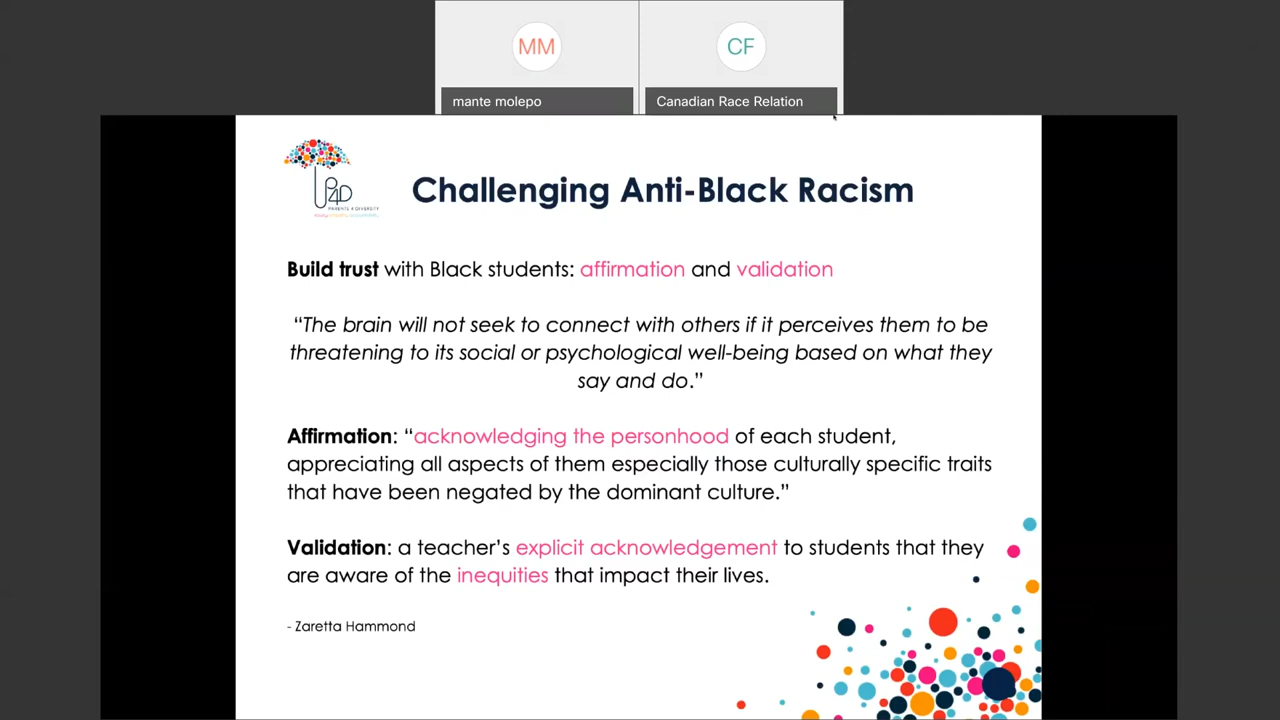 MM
CF
mante molepo
Canadian Race Relation
P4D
PARENTS 4 DIVERSITY
Challenging Anti-Black Racism
Build trust with Black students: affirmation and validation
“The brain will not seek to connect with others if it perceives them to be
threatening to its social or psychological well-being based on what they
say and do.”
Affirmation: “acknowledging the personhood of each student,
appreciating all aspects of them especially those culturally specific traits
that have been negated by the dominant culture.”
Validation: a teacher’s explicit acknowledgement to students that they
are aware of the inequities that impact their lives.
- Zaretta Hammond